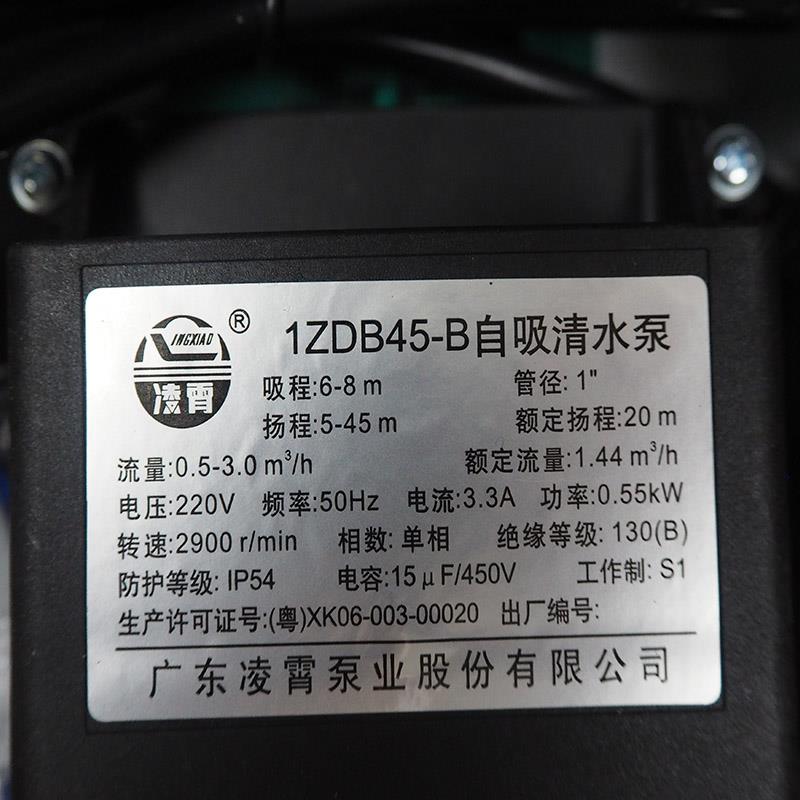 ® 1ZDB45-B自吸清水泵
INGXIAO
凌霄
吸程:6-8 m 管径: 1"
扬程:5-45 m 额定扬程:20 m
流量:0.5-3.0 m³/h 额定流量:1.44 m³/h
电压:220V 频率:50Hz 电流:3.3A 功率:0.55kW
转速:2900 r/min 相数: 单相 绝缘等级: 130(B)
防护等级: IP54 电容:15μF/450V 工作制: S1
生产许可证号:(粤)XK06-003-00020 出厂编号:
广东凌霄泵业股份有限公司